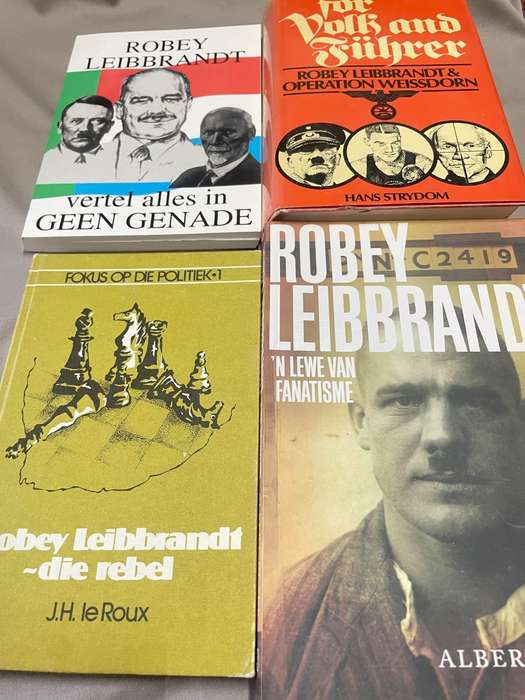 ROBEY
LEIBBRANDT
vertel alles in
GEEN GENADE
for
Volk and
Führer
ROBEY LEIBBRANDT &
OPERATION WEISSDORN
HANS STRYDOM
FOKUS OP DIE POLITIEK•1
obey Leibbrandt
~die rebel
J.H. le Roux
ROBEY
LEIBBRAND
'N LEWE VAN
FANATISME
N•C2419
ALBER